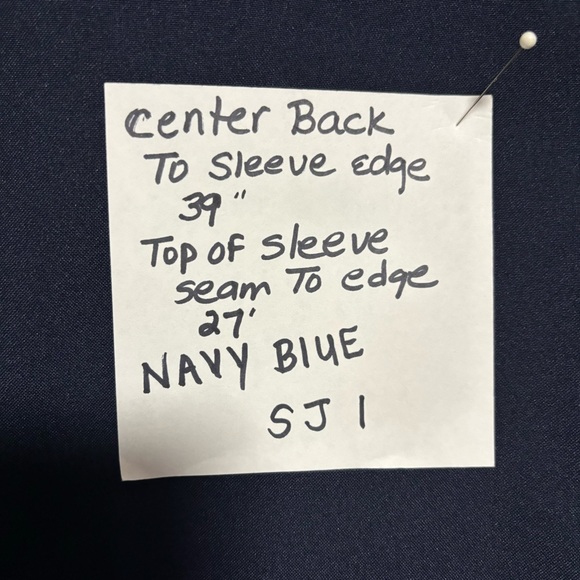 Center Back
To Sleeve Edge
39"
Top of Sleeve
seam To edge
27'
NAVY BlUE
SJ 1